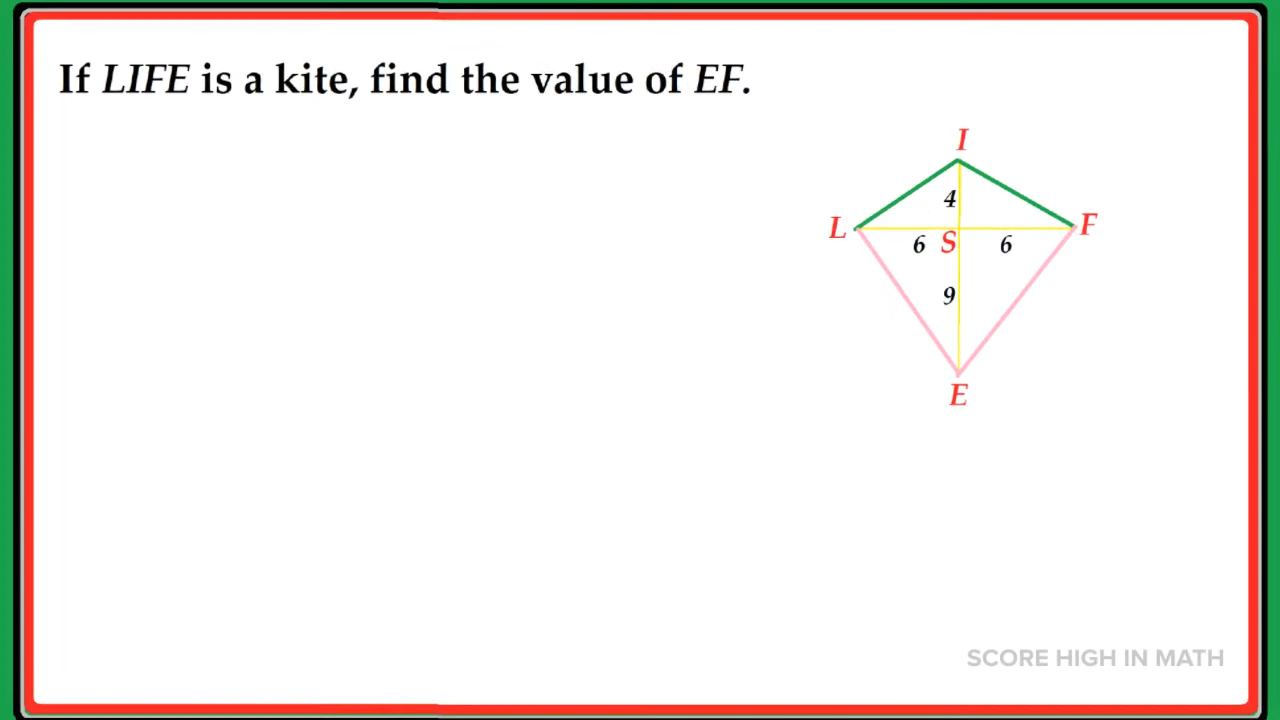 If LIFE is a kite, find the value of EF.
I
4
L
F
6 S 6
9
E
SCORE HIGH IN MATH